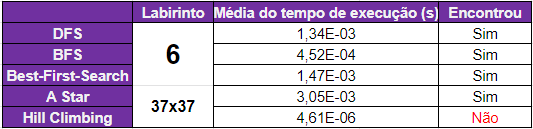 Labirinto Média do tempo de execução (s) Encontrou
DFS 1,34E-03 Sim
BFS 6 4,52E-04 Sim
Best-First-Search 1,47E-03 Sim
A Star 37x37 3,05E-03 Sim
Hill Climbing 4,61E-06 Não